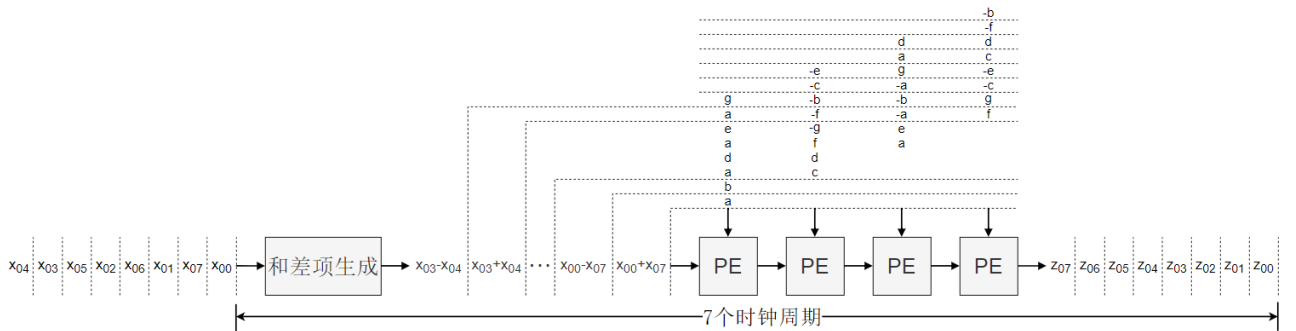 -b
-f
d d
a c
-e g -e
-c -a -c
g -b -b g
a -f -a f
e -g e
a f a
d d
a c
b
a
x₀₄ x₀₃ x₀₅ x₀₂ x₀₆ x₀₁ x₀₇ x₀₀ 和差项生成 x₀₃-x₀₄ x₀₃+x₀₄ ··· x₀₀-x₀₇ x₀₀+x₀₇ PE PE PE PE z₀₇ z₀₆ z₀₅ z₀₄ z₀₃ z₀₂ z₀₁ z₀₀
7个时钟周期